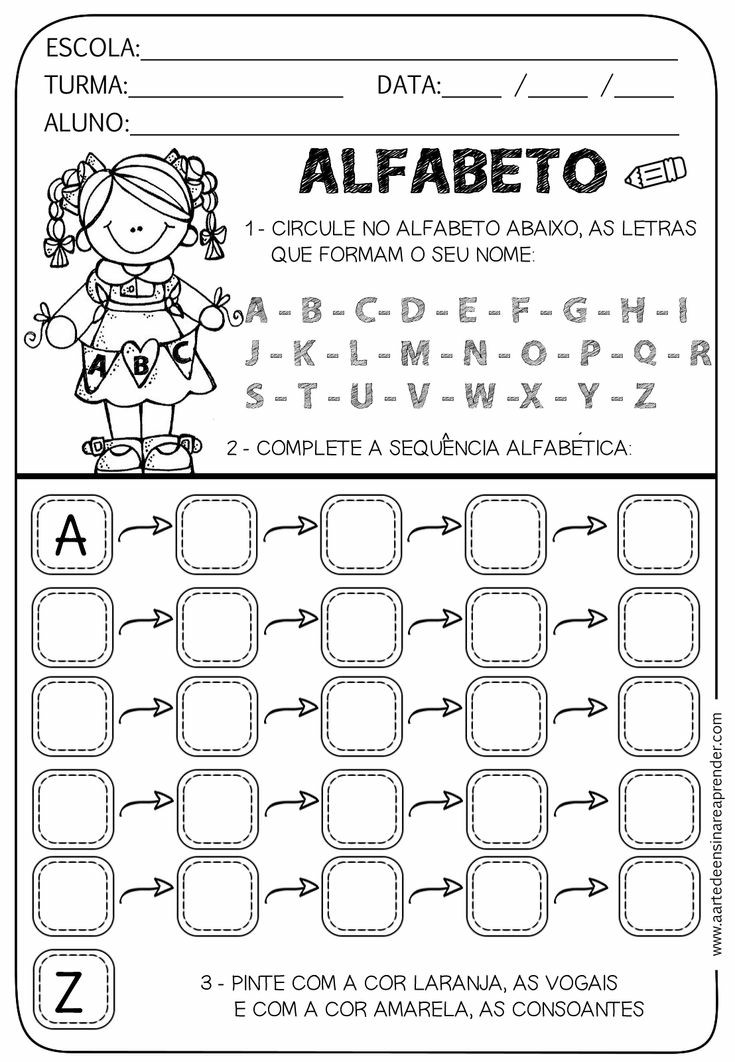 ESCOLA:
TURMA: DATA: / /
ALUNO:
ALFABETO
1 - CIRCULE NO ALFABETO ABAIXO, AS LETRAS
QUE FORMAM O SEU NOME:
A - B - C - D - E - F - G - H - I
J - K - L - M - N - O - P - Q - R
S - T - U - V - W - X - Y - Z
A B C
2 - COMPLETE A SEQUÊNCIA ALFABÉTICA:
A
Z
3 - PINTE COM A COR LARANJA, AS VOGAIS
E COM A COR AMARELA, AS CONSOANTES
www.aartedeensinareaprender.com